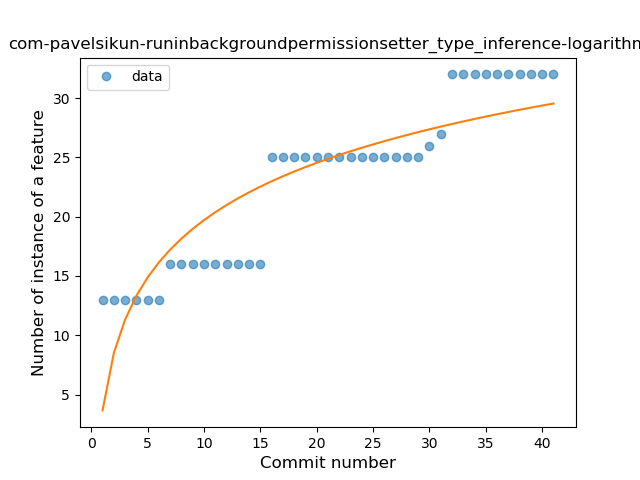 com-pavelsikun-runinbackgroundpermissionsetter_type_inference-logarithm
data
Number of instance of a feature
30
25
20
15
10
5
0 5 10 15 20 25 30 35 40
Commit number